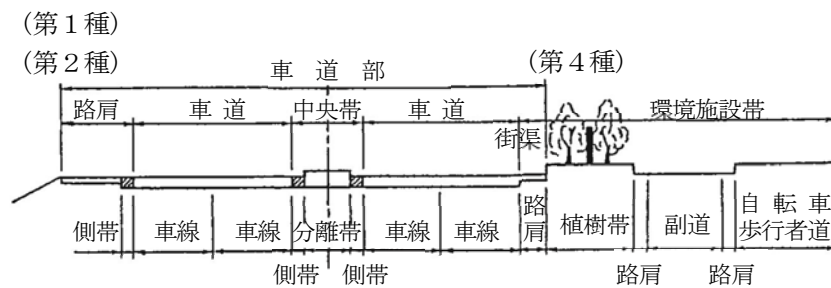 (第１種)
(第２種)
車道部
(第４種)
路肩 車道 中央帯 車道 環境施設帯
街渠
側帯 車線 車線 分離帯 車線 車線 路肩 植樹帯 副道 自転車歩行者道
側帯 側帯 路肩 路肩